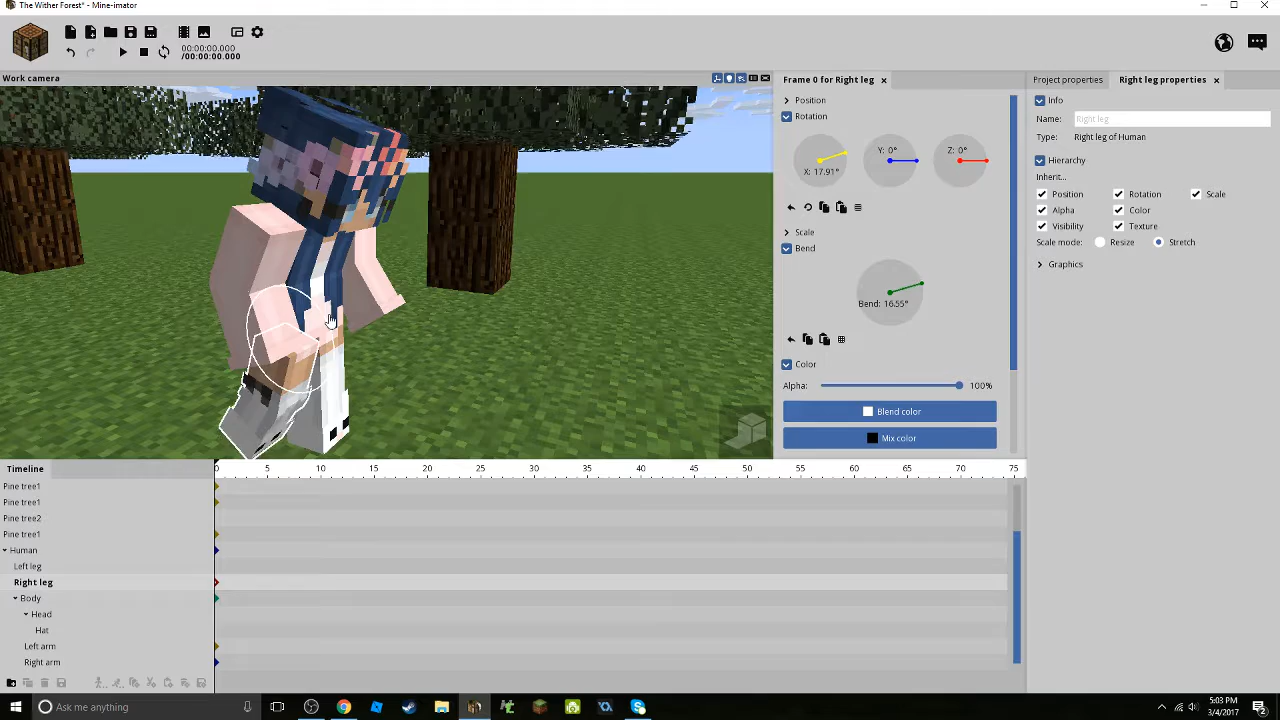 The Wither Forest* - Mine-imator
00:00:00.000
/00:00:00.000
Work camera
Frame 0 for Right leg
Project properties
Right leg properties
Position
Rotation
X: 17.91°
Y: 0°
Z: 0°
Scale
Bend
Bend: 16.55°
Color
Alpha:
100%
Blend color
Mix color
Info
Name:
Right leg
Type:
Right leg of Human
Hierarchy
Inherit...
Position
Rotation
Scale
Alpha
Color
Visibility
Texture
Scale mode:
Resize
Stretch
Graphics
Timeline
0 5 10 15 20 25 30 35 40 45 50 55 60 65 70 75
Pine tree1
Pine tree1
Pine tree2
Pine tree1
Human
Left leg
Right leg
Body
Head
Hat
Left arm
Right arm
Ask me anything
5:03 PM
3/4/2017